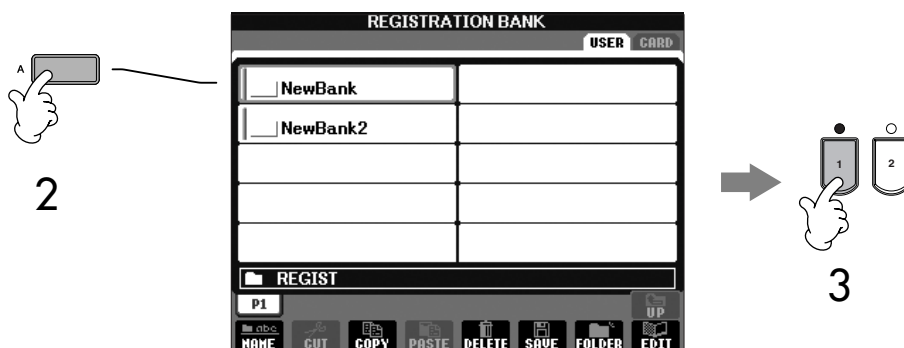 REGISTRATION BANK
USER CARD
A
NewBank
NewBank2
2
1 2
3
REGIST
P1
UP
abc
NAME CUT COPY PASTE DELETE SAVE FOLDER EDIT